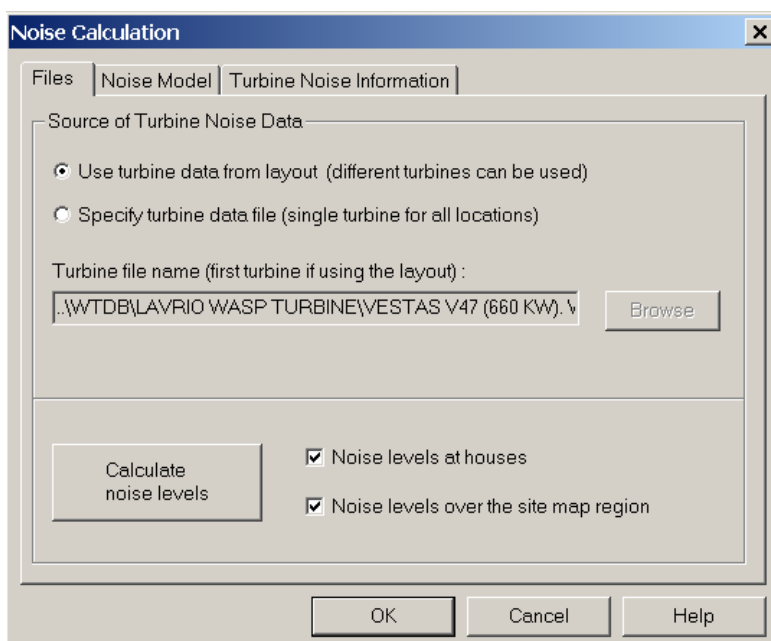 Noise Calculation
Files Noise Model Turbine Noise Information
Source of Turbine Noise Data
Use turbine data from layout (different turbines can be used)
Specify turbine data file (single turbine for all locations)
Turbine file name (first turbine if using the layout) :
..\WTDB\LAVRIO WASP TURBINE\VESTAS V47 (660 KW).
Browse
Calculate
noise levels
Noise levels at houses
Noise levels over the site map region
OK Cancel Help